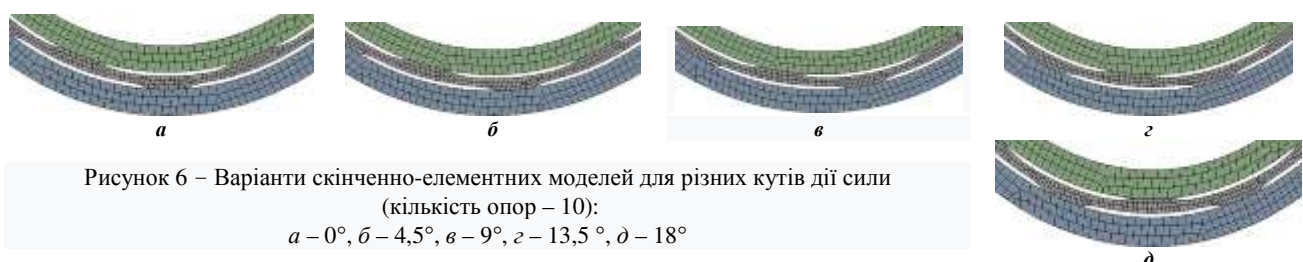 а б в г
Рисунок 6 – Варіанти скінченно-елементних моделей для різних кутів дії сили
(кількість опор – 10):
а – 0°, б – 4,5°, в – 9°, г – 13,5 °, д – 18°
д